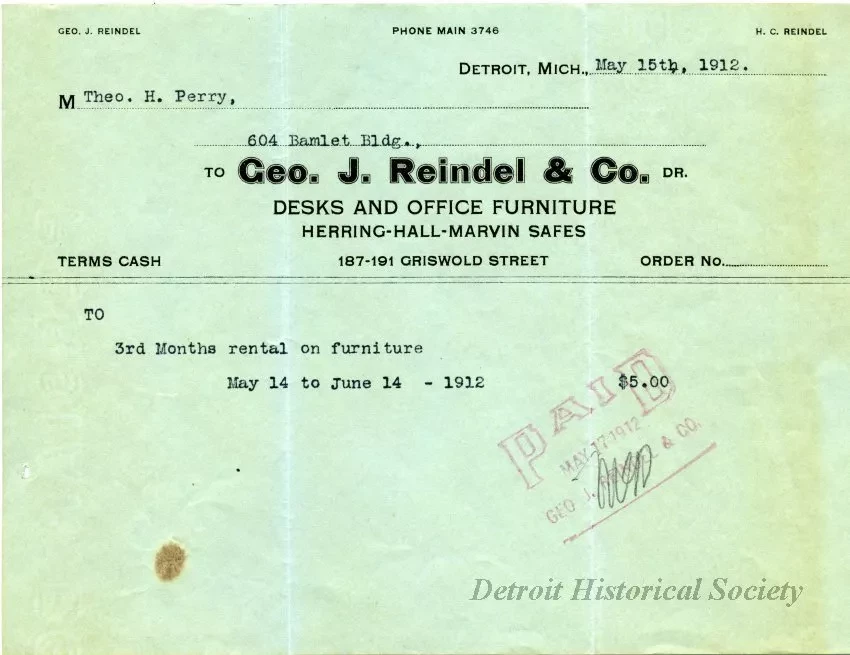 GEO. J. REINDEL PHONE MAIN 3746 H. C. REINDEL
DETROIT, MICH., May 15th, 1912.
M Theo. H. Perry,
604 Bamlet Bldg.,
TO Geo. J. Reindel & Co. DR.
DESKS AND OFFICE FURNITURE
HERRING-HALL-MARVIN SAFES
TERMS CASH 187-191 GRISWOLD STREET ORDER No.
TO
3rd Months rental on furniture
May 14 to June 14 - 1912 $5.00
PAID
MAY 17 1912
GEO J. REINDEL & CO.
Detroit Historical Society